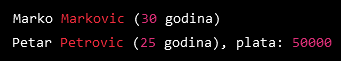 Marko Markovic (30 godina)
Petar Petrovic (25 godina), plata: 50000